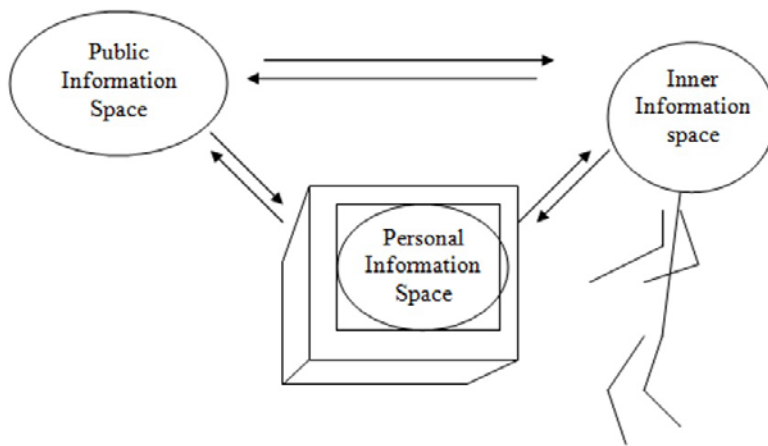 Public
Information
Space
Inner
Information
space
Personal
Information
Space